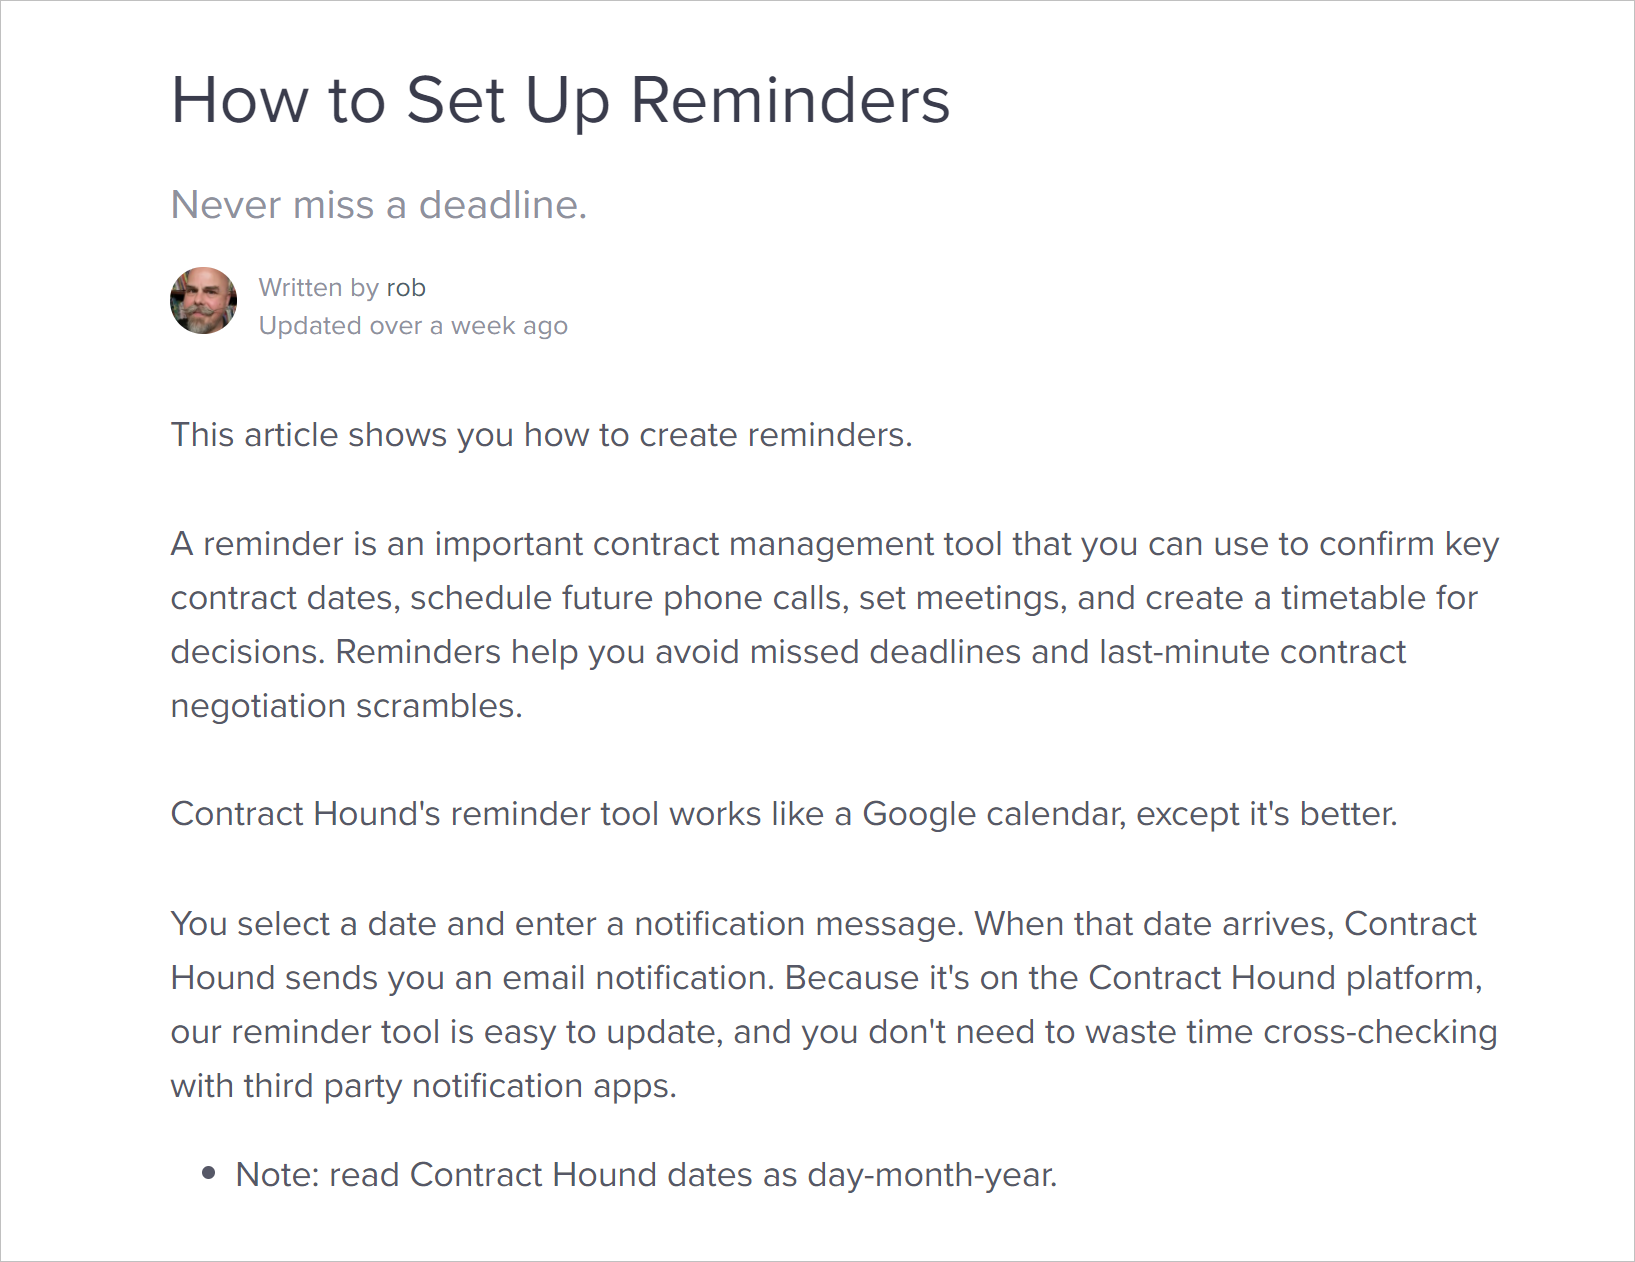 How to Set Up Reminders
Never miss a deadline.
Written by rob
Updated over a week ago
This article shows you how to create reminders.
A reminder is an important contract management tool that you can use to confirm key
contract dates, schedule future phone calls, set meetings, and create a timetable for
decisions. Reminders help you avoid missed deadlines and last-minute contract
negotiation scrambles.
Contract Hound's reminder tool works like a Google calendar, except it's better.
You select a date and enter a notification message. When that date arrives, Contract
Hound sends you an email notification. Because it's on the Contract Hound platform,
our reminder tool is easy to update, and you don't need to waste time cross-checking
with third party notification apps.
• Note: read Contract Hound dates as day-month-year.